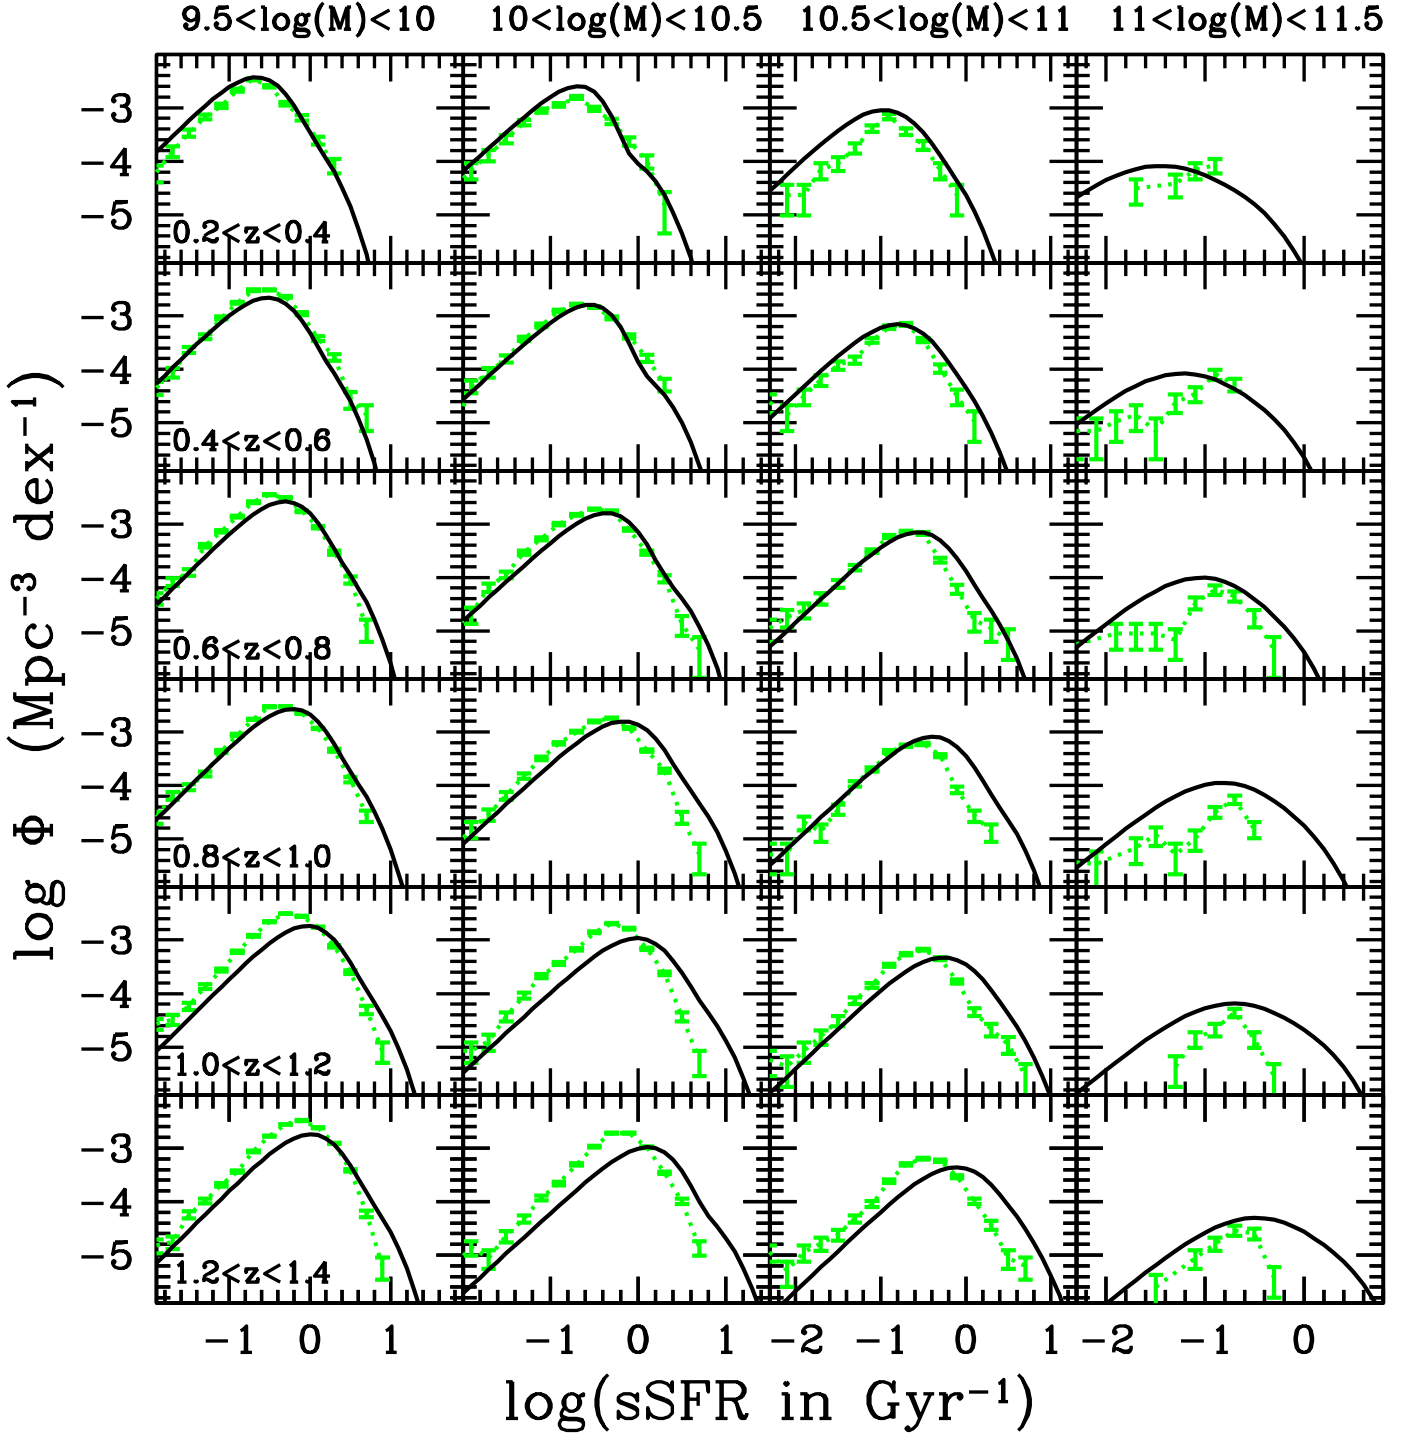 9.5<log(M)<10 10<log(M)<10.5 10.5<log(M)<11 11<log(M)<11.5
−3
−4
−5
0.2<z<0.4
−3
−4
−5
0.4<z<0.6
−3
−4
−5
0.6<z<0.8
−3
−4
−5
0.8<z<1.0
−3
−4
−5
1.0<z<1.2
−3
−4
−5
1.2<z<1.4
log Φ (Mpc⁻³ dex⁻¹)
−1 0 1 −1 0 1 −2 −1 0 1 −2 −1 0
log(sSFR in Gyr⁻¹)